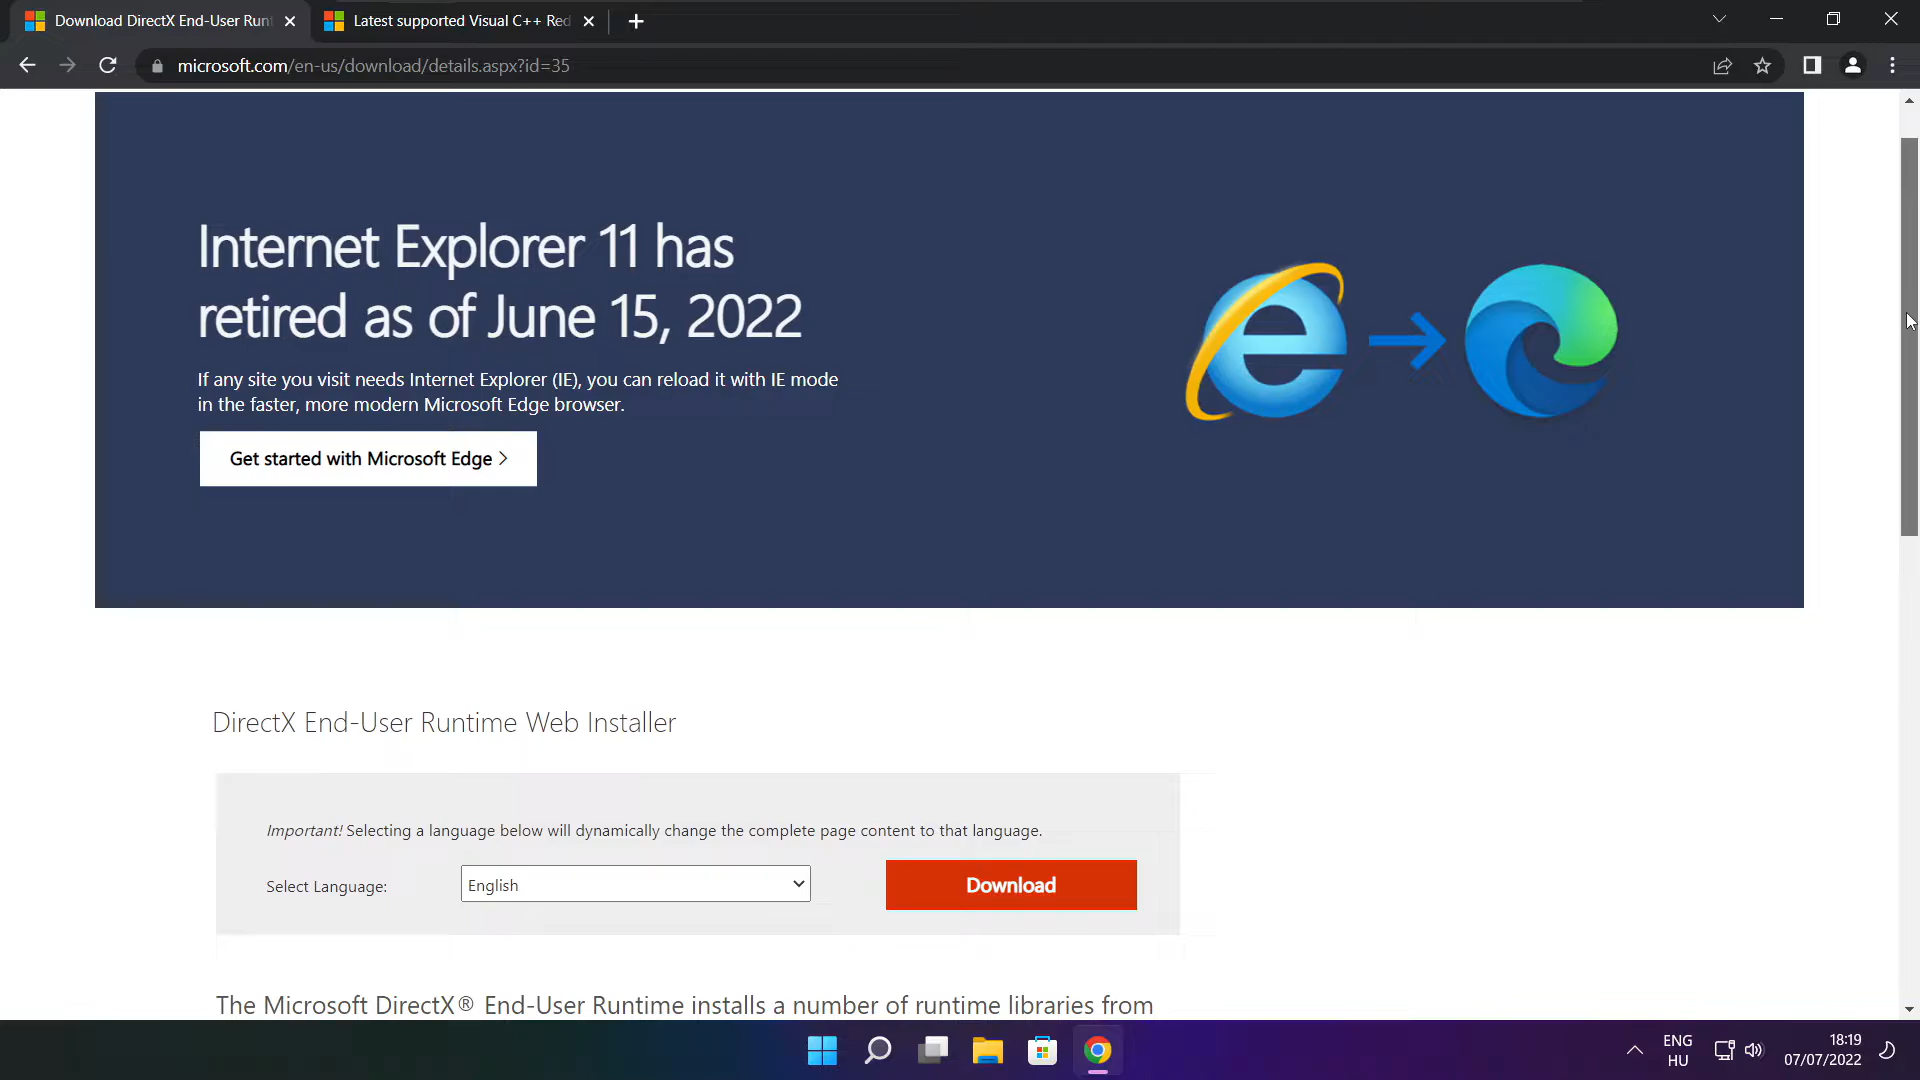 Download DirectX End-User Run
Latest supported Visual C++ Red
microsoft.com/en-us/download/details.aspx?id=35
Internet Explorer 11 has
retired as of June 15, 2022
If any site you visit needs Internet Explorer (IE), you can reload it with IE mode
in the faster, more modern Microsoft Edge browser.
Get started with Microsoft Edge >
DirectX End-User Runtime Web Installer
Important! Selecting a language below will dynamically change the complete page content to that language.
Select Language:
English
Download
The Microsoft DirectX® End-User Runtime installs a number of runtime libraries from
ENG
HU
18:19
07/07/2022